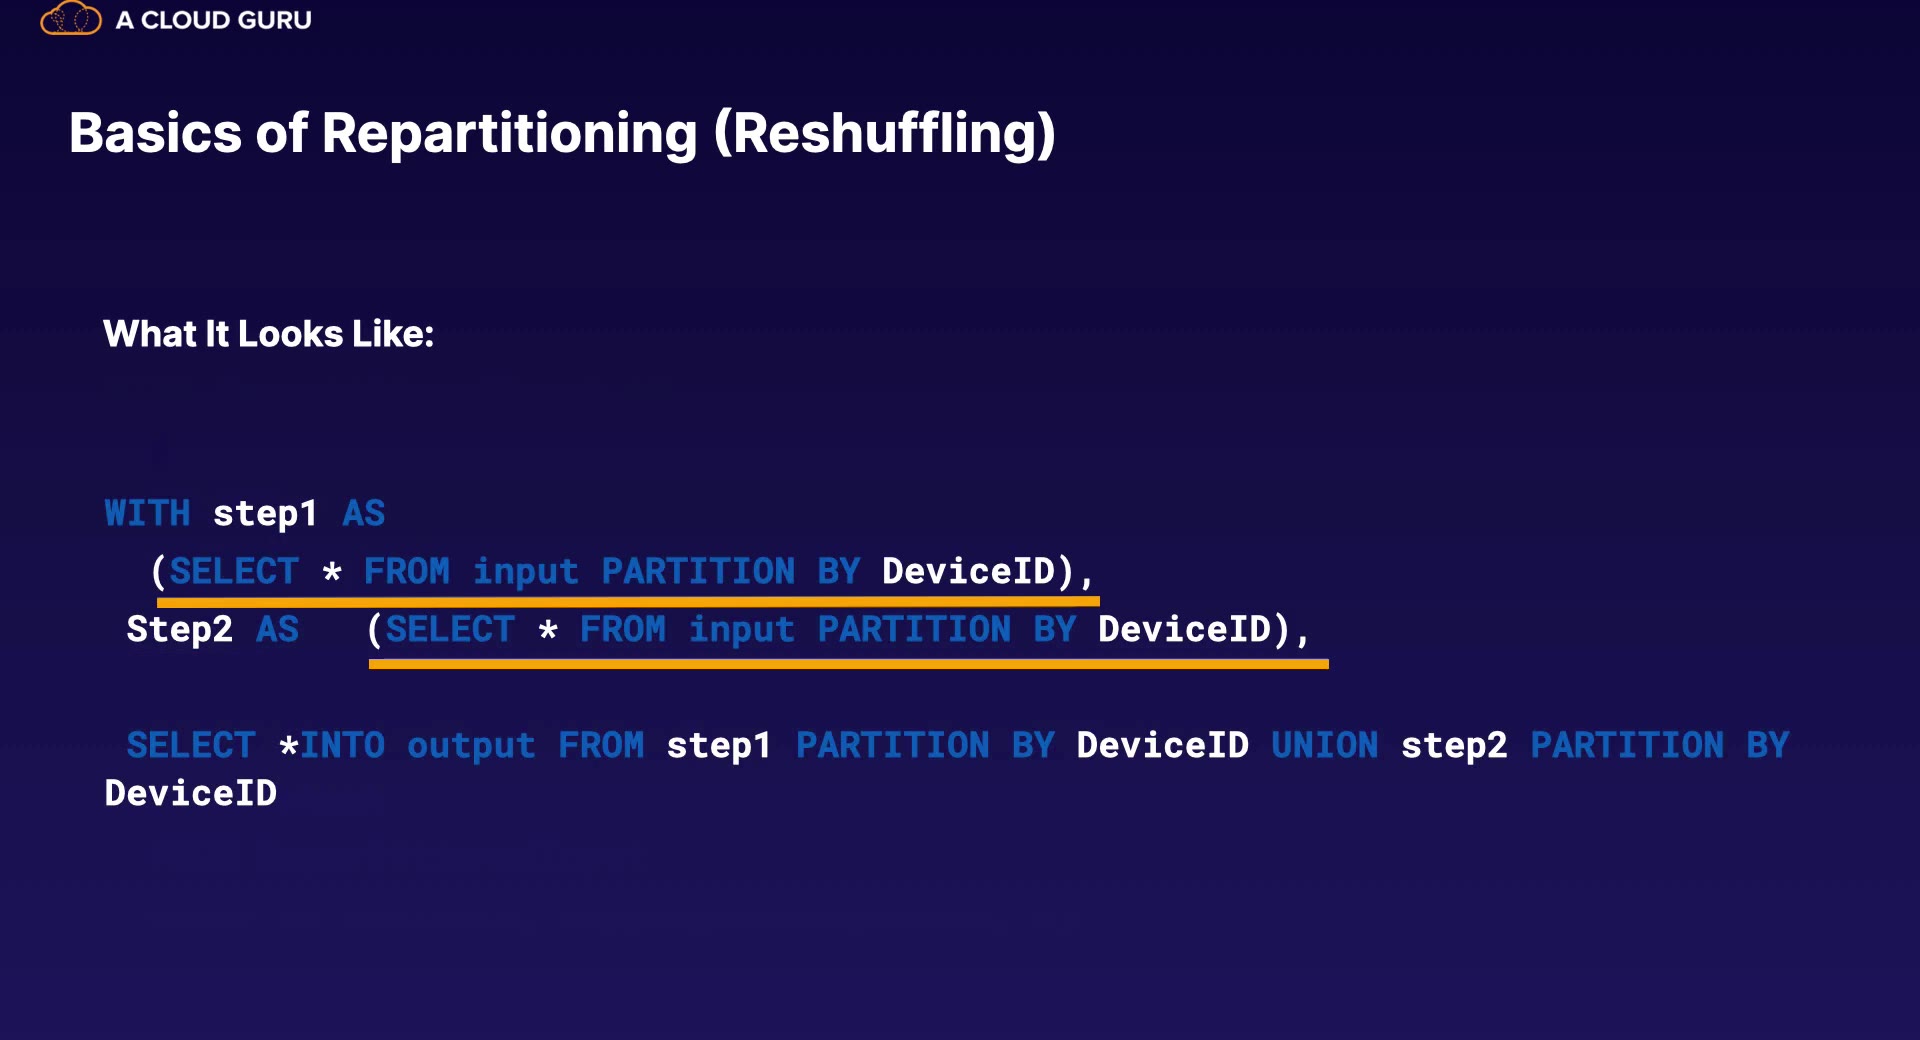 A CLOUD GURU
Basics of Repartitioning (Reshuffling)
What It Looks Like:
WITH step1 AS
(SELECT * FROM input PARTITION BY DeviceID),
Step2 AS (SELECT * FROM input PARTITION BY DeviceID),
SELECT *INTO output FROM step1 PARTITION BY DeviceID UNION step2 PARTITION BY
DeviceID